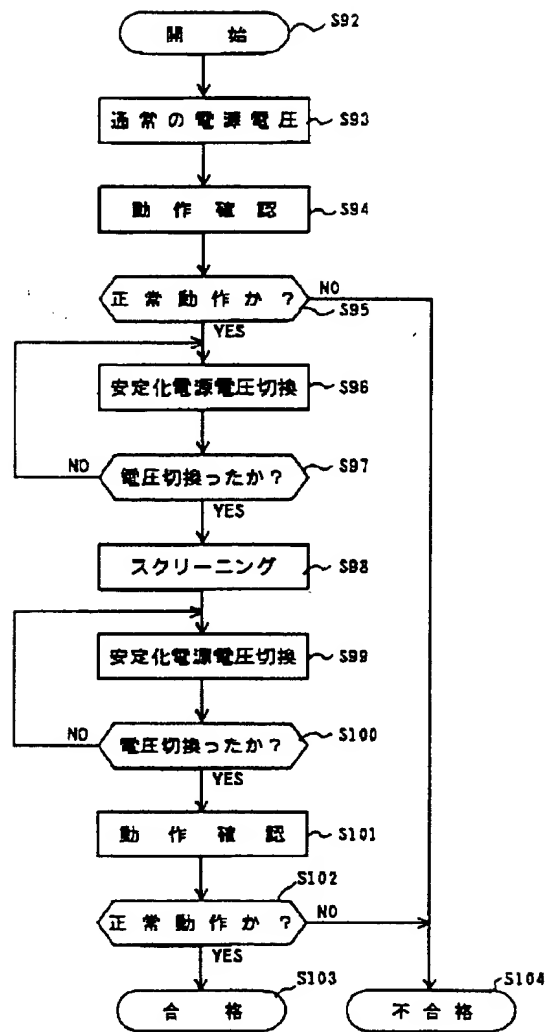 S92
開始
通常の電源電圧
S93
動作確認
S94
正常動作か？
NO
S95
YES
安定化電源電圧切換
S96
NO
電圧切換ったか？
S97
YES
スクリーニング
S98
安定化電源電圧切換
S99
NO
電圧切換ったか？
S100
YES
動作確認
S101
S102
正常動作か？
NO
YES
S103
S104
合格
不合格